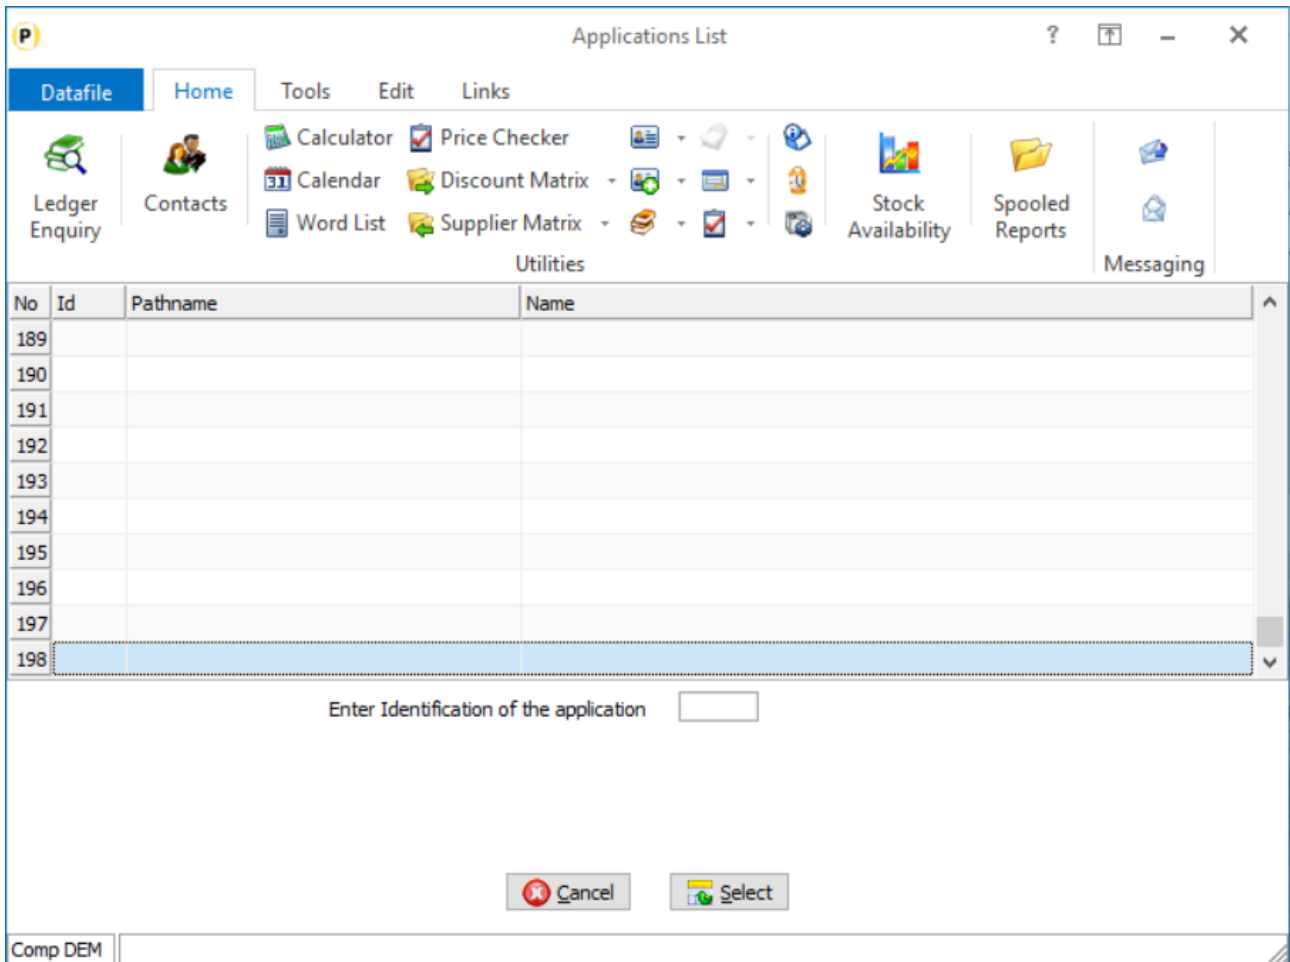 P
Applications List
?
Datafile Home Tools Edit Links
Ledger Enquiry
Contacts
Calculator
Calendar
31
Word List
Price Checker
Discount Matrix
Supplier Matrix
Stock Availability
Spooled Reports
Utilities
Messaging
No Id Pathname Name
189
190
191
192
193
194
195
196
197
198
Enter Identification of the application
Cancel Select
Comp DEM